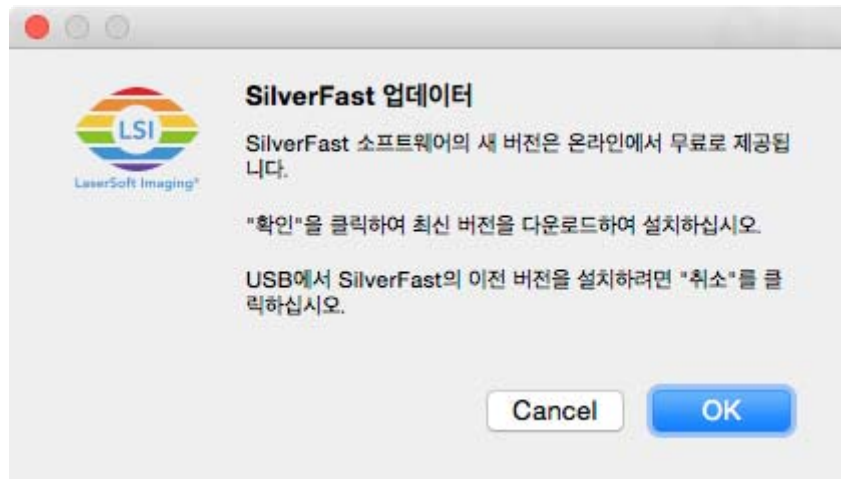 LSI
LaserSoft Imaging®
SilverFast 업데이터
SilverFast 소프트웨어의 새 버전은 온라인에서 무료로 제공됩
니다.
"확인"을 클릭하여 최신 버전을 다운로드하여 설치하십시오.
USB에서 SilverFast의 이전 버전을 설치하려면 "취소"를 클
릭하십시오.
Cancel
OK